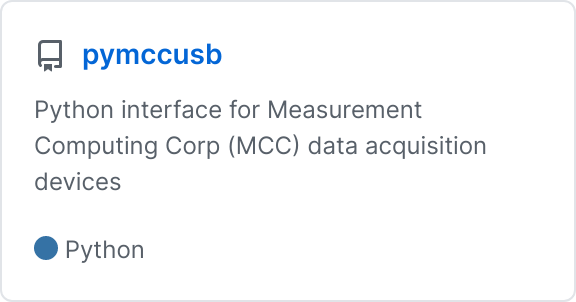 pymccusb
Python interface for Measurement
Computing Corp (MCC) data acquisition
devices
Python